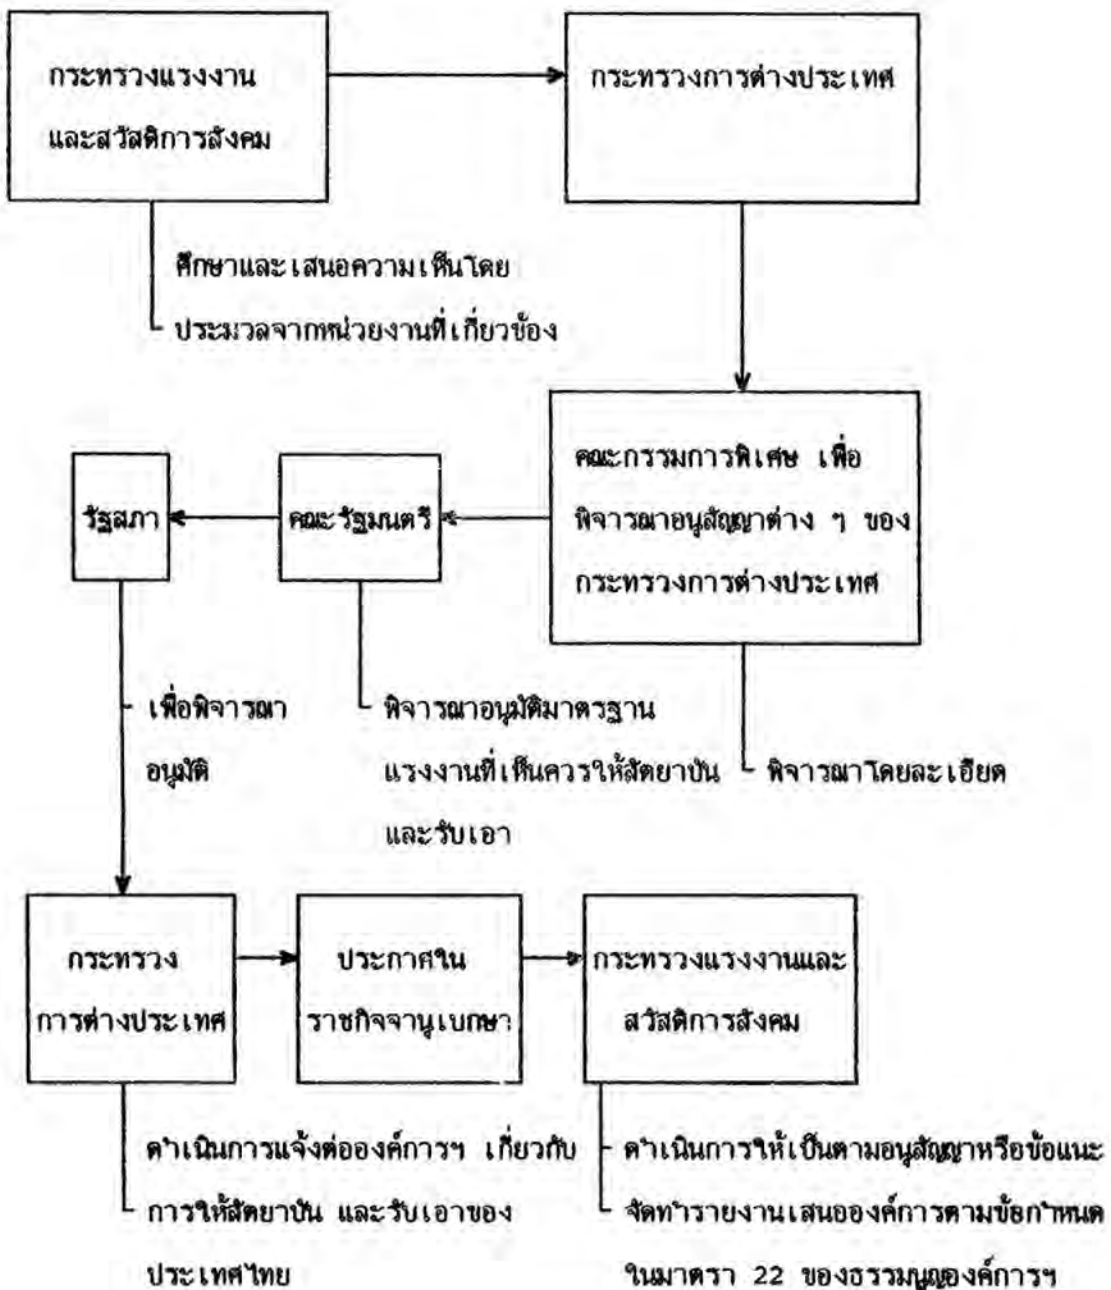 กระทรวงแรงงาน
และสวัสดิการสังคม
กระทรวงการต่างประเทศ
ศึกษาและเสนอความเห็นโดย
ประมวลจากหน่วยงานที่เกี่ยวข้อง
คณะกรรมการพิเศษ เพื่อ
พิจารณาอนุสัญญาต่าง ๆ ของ
กระทรวงการต่างประเทศ
คณะรัฐมนตรี
รัฐสภา
เพื่อพิจารณา
อนุมัติ
พิจารณาอนุมัติมาตรฐาน
แรงงานที่เห็นควรให้สัตยาบัน
และรับเอา
พิจารณาโดยละเอียด
กระทรวง
การต่างประเทศ
ประกาศใน
ราชกิจจานุเบกษา
กระทรวงแรงงานและ
สวัสดิการสังคม
ดำเนินการแจ้งต่อองค์การฯ เกี่ยวกับ
การให้สัตยาบัน และรับเอาของ
ประเทศไทย
ดำเนินการให้เป็นตามอนุสัญญาหรือข้อแนะ
จัดทำรายงานเสนอองค์การตามข้อกำหนด
ในมาตรา 22 ของธรรมนูญองค์การฯ